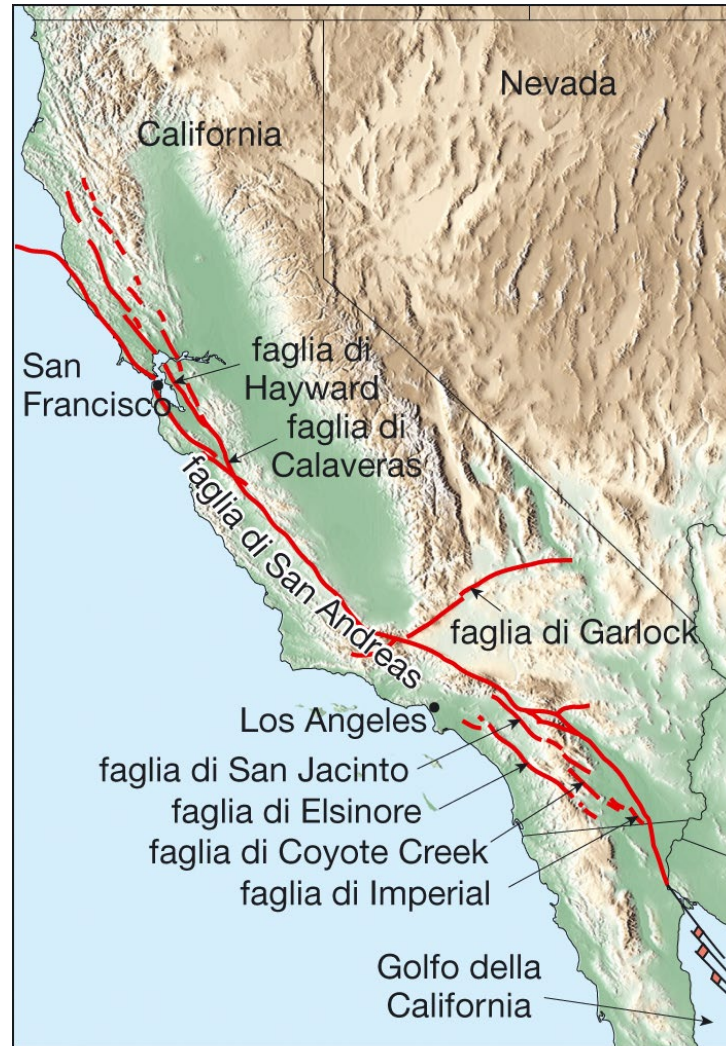 Nevada
California
San
Francisco
faglia di
Hayward
faglia di
Calaveras
faglia di San Andreas
faglia di Garlock
Los Angeles
faglia di San Jacinto
faglia di Elsinore
faglia di Coyote Creek
faglia di Imperial
Golfo della
California